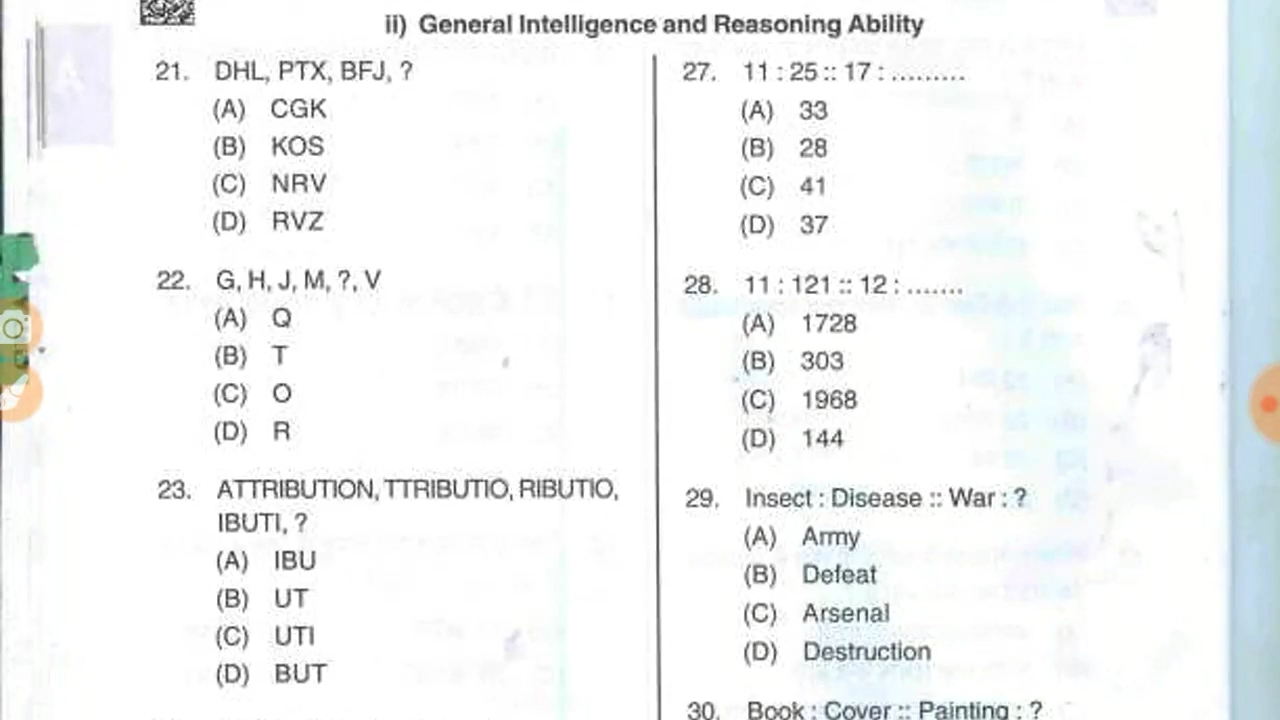 ii) General Intelligence and Reasoning Ability
21. DHL, PTX, BFJ, ?
(A) CGK
(B) KOS
(C) NRV
(D) RVZ
22. G, H, J, M, ?, V
(A) Q
(B) T
(C) O
(D) R
23. ATTRIBUTION, TTRIBUTIO, RIBUTIO,
IBUTI, ?
(A) IBU
(B) UT
(C) UTI
(D) BUT
27. 11 : 25 :: 17 : .........
(A) 33
(B) 28
(C) 41
(D) 37
28. 11 : 121 :: 12 : .......
(A) 1728
(B) 303
(C) 1968
(D) 144
29. Insect : Disease :: War : ?
(A) Army
(B) Defeat
(C) Arsenal
(D) Destruction
30. Book : Cover :: Painting : ?